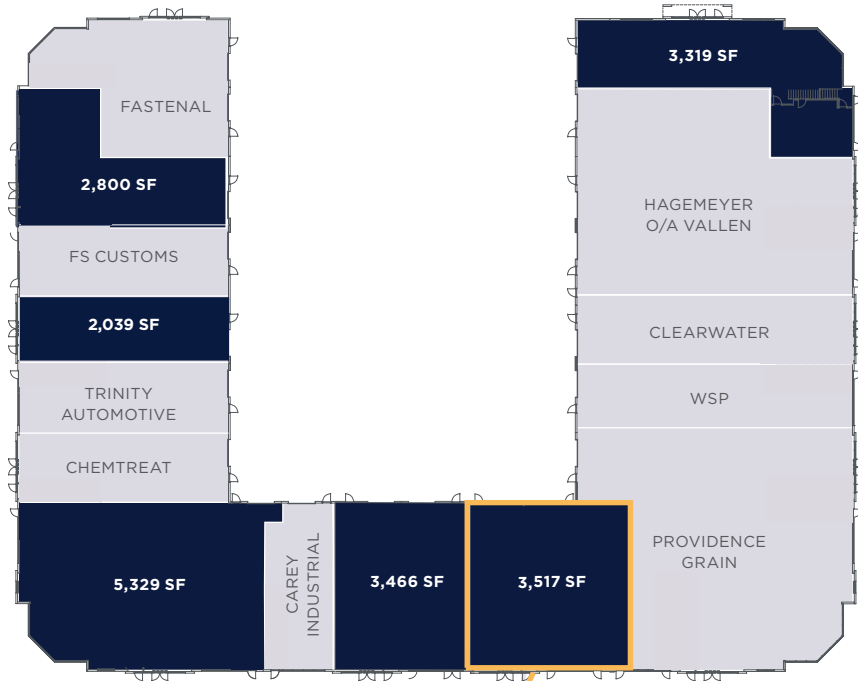 3,319 SF
FASTENAL
2,800 SF
HAGEMEYER
O/A VALLEN
FS CUSTOMS
2,039 SF
CLEARWATER
TRINITY
AUTOMOTIVE
WSP
CHEMTREAT
5,329 SF
CAREY
INDUSTRIAL
3,466 SF
3,517 SF
PROVIDENCE
GRAIN